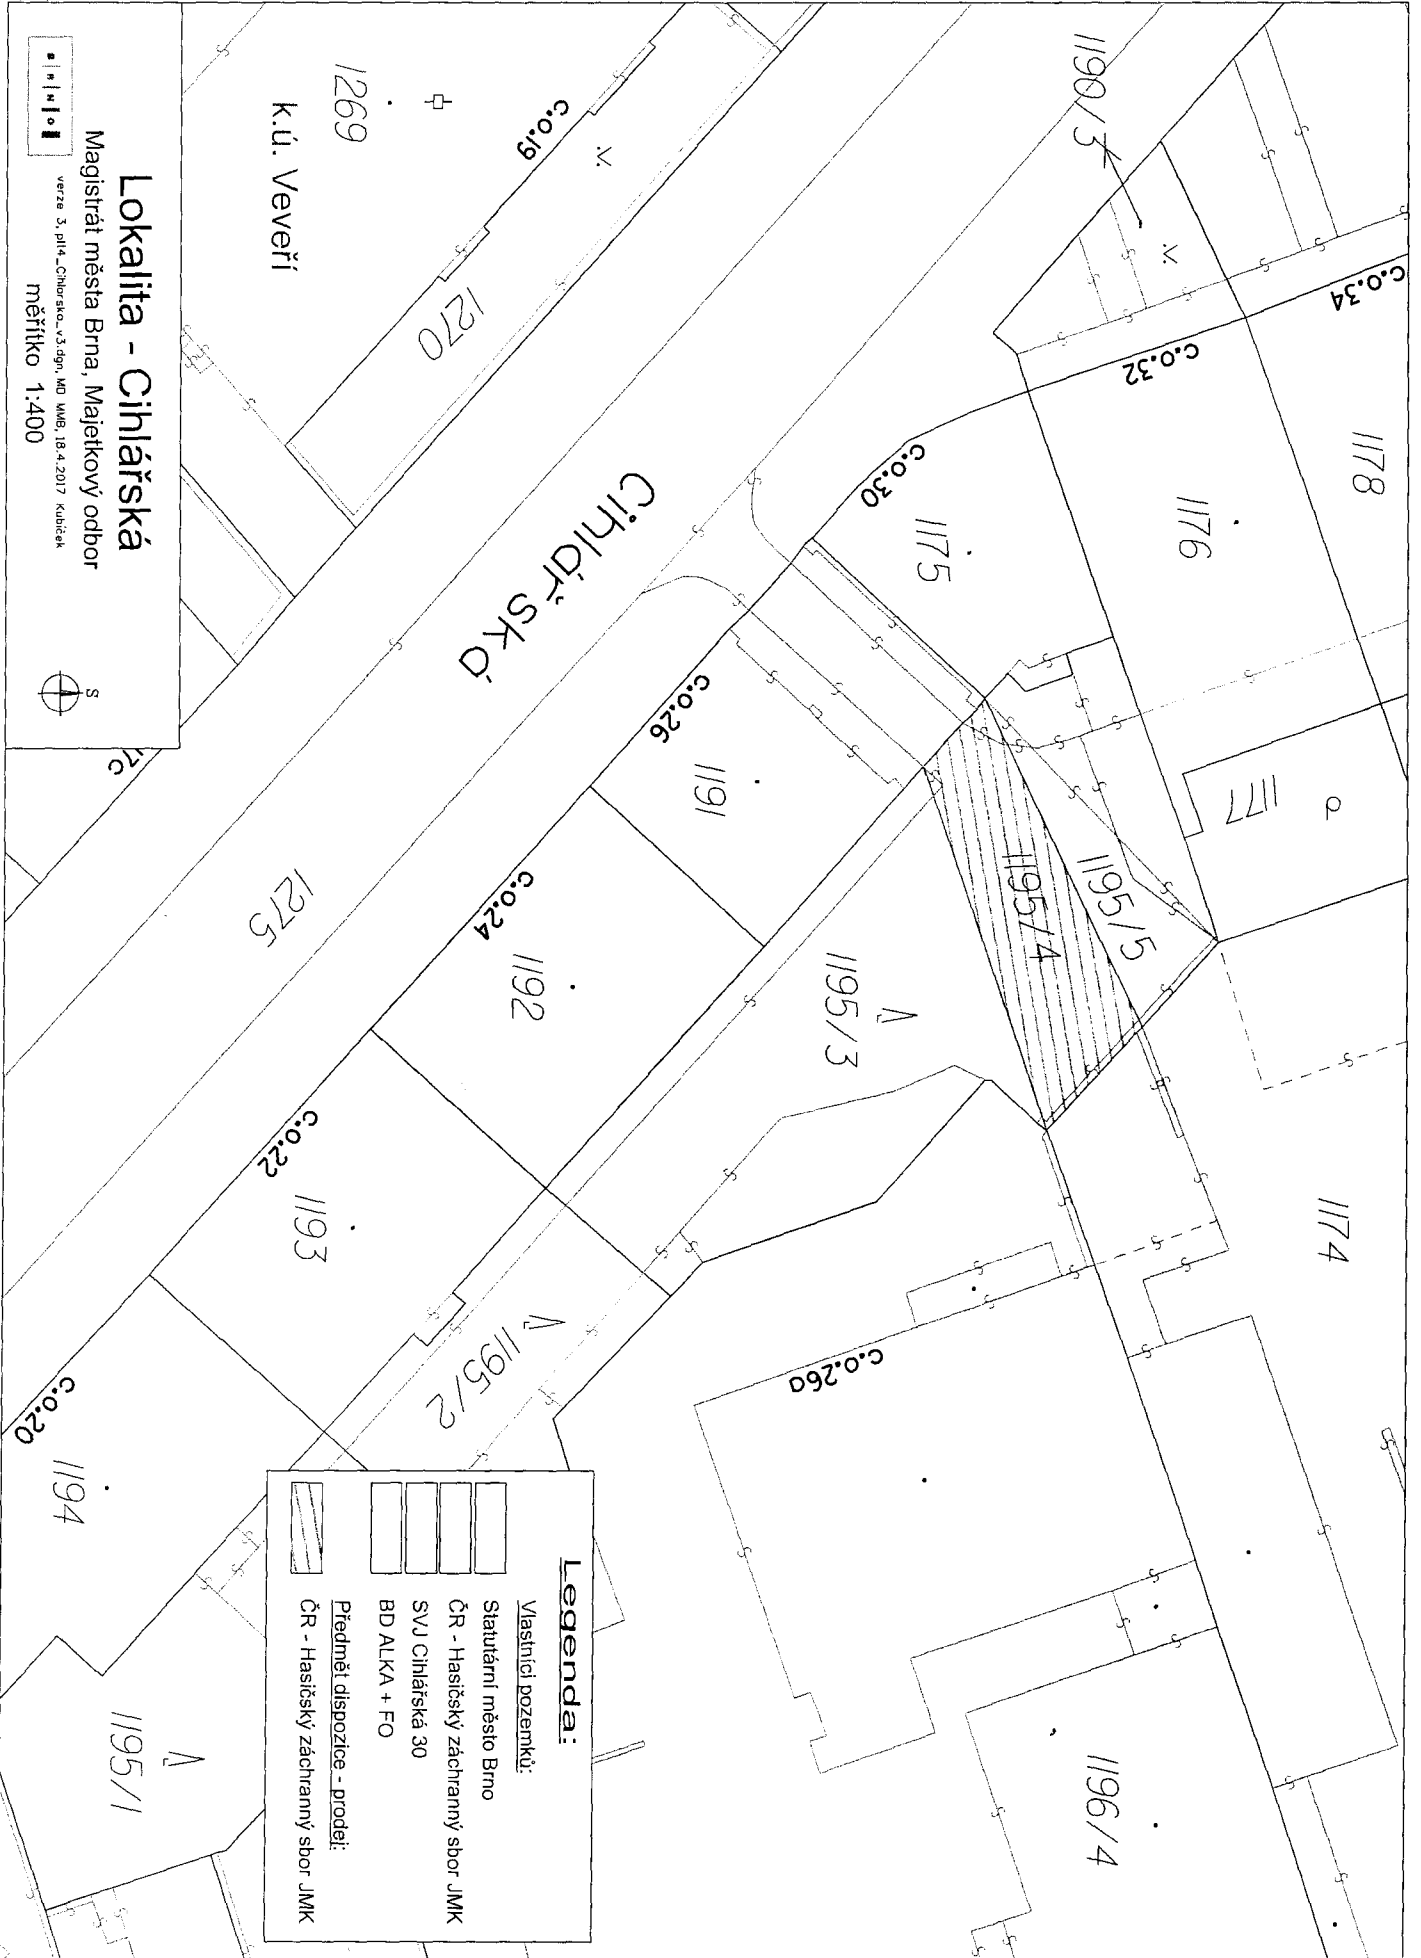 Lokalita - Cihlářská
Magistrát města Brna, Majetkový odbor
B R N O
verze 3, příl4_Cihlarska_v3.dgn, MO MMB, 18.4.2017 Kubíček
měřítko 1:400
S
Legenda:
Vlastníci pozemků:
Statutární město Brno
ČR - Hasičský záchranný sbor JMK
SVJ Cihlářská 30
BD ALKA + FO
Předmět dispozice - prodej:
ČR - Hasičský záchranný sbor JMK
k.ú. Veveří
Cihlářská
1190/3
č.o.34
č.o.32
1178
1176
č.o.30
1175
1177
1269
č.o.19
1270
č.o.26
1191
1195/5
1195/4
1195/3
1174
č.o.24
1192
1275
č.o.22
1193
1195/2
č.o.26a
č.o.20
1194
1195/1
1196/4
7c